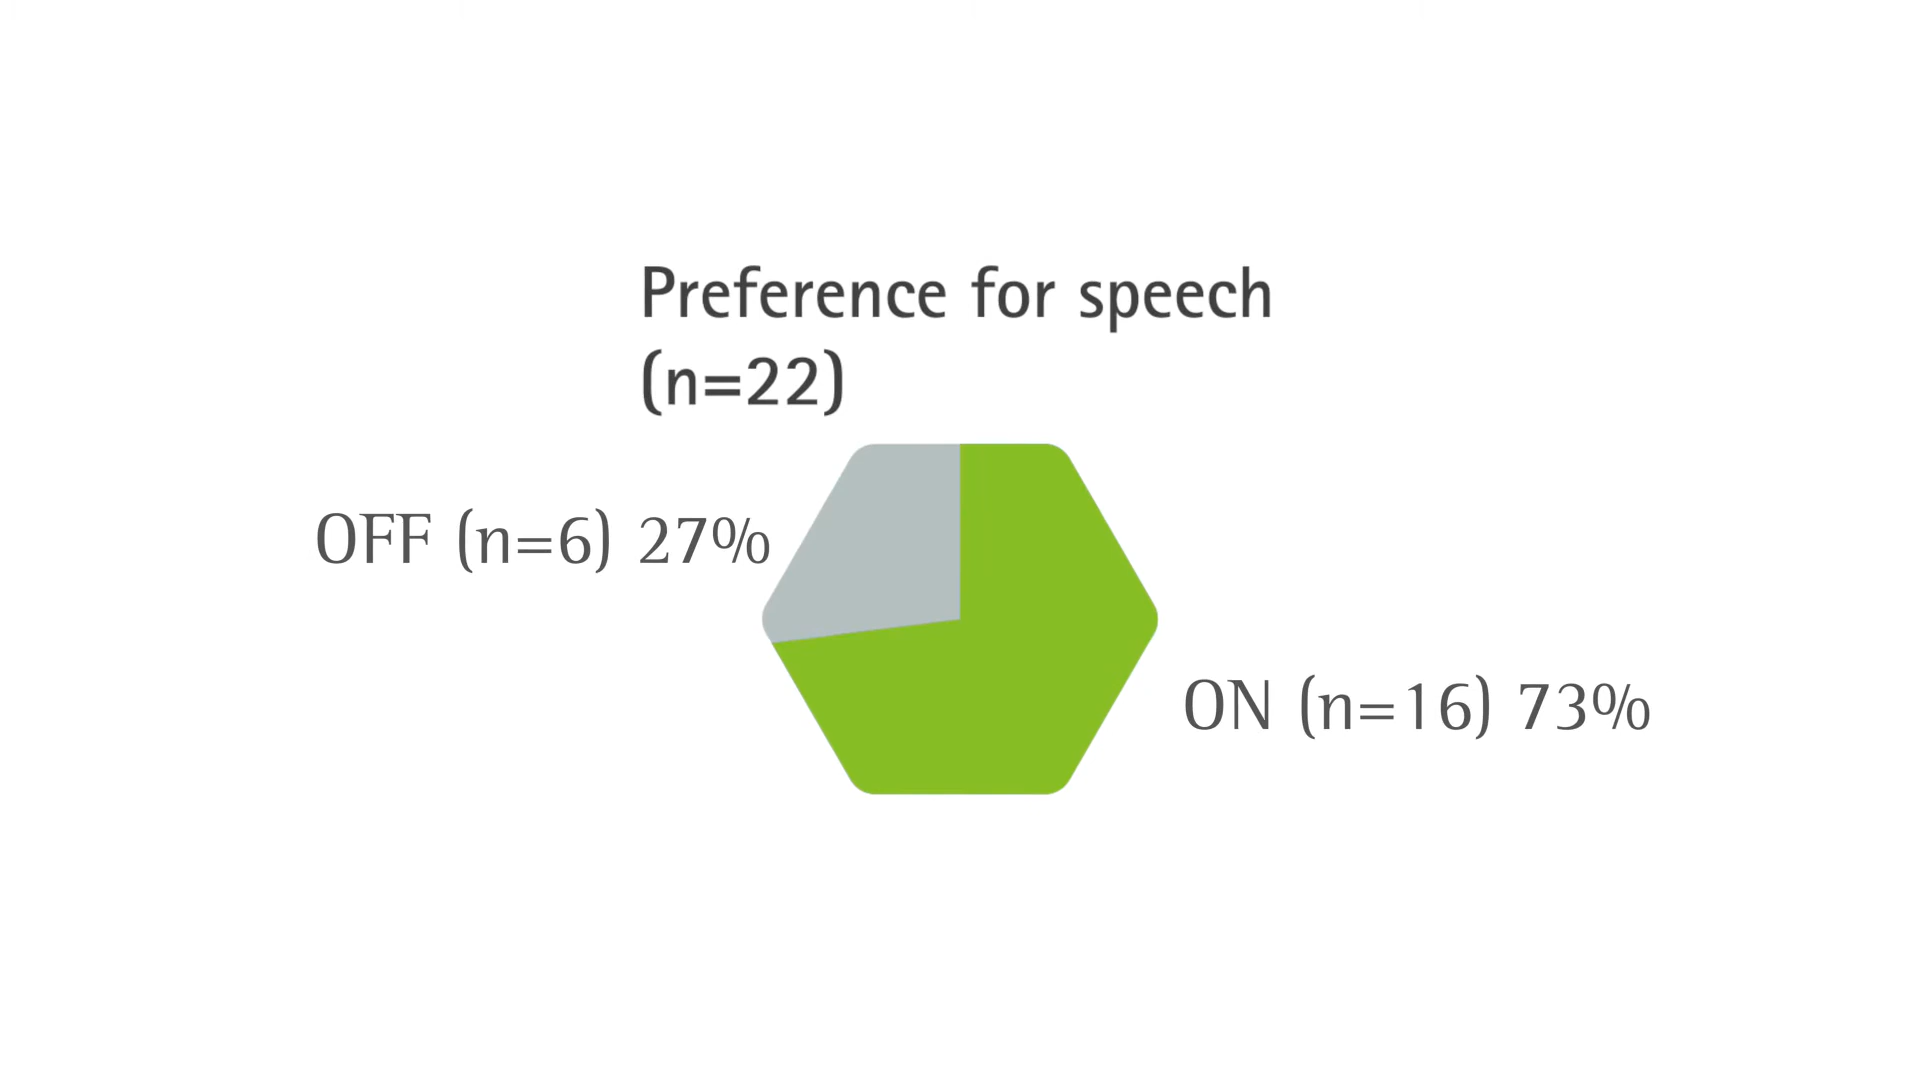 Preference for speech
(n=22)
OFF (n=6) 27%
ON (n=16) 73%